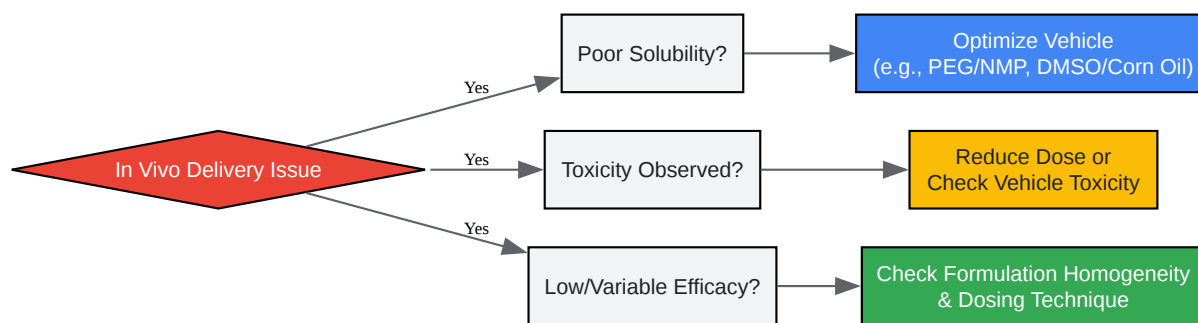 Poor Solubility?
Optimize Vehicle
(e.g., PEG/NMP, DMSO/Corn Oil)
Yes
In Vivo Delivery Issue
Yes
Toxicity Observed?
Reduce Dose or
Check Vehicle Toxicity
Yes
Low/Variable Efficacy?
Check Formulation Homogeneity
& Dosing Technique